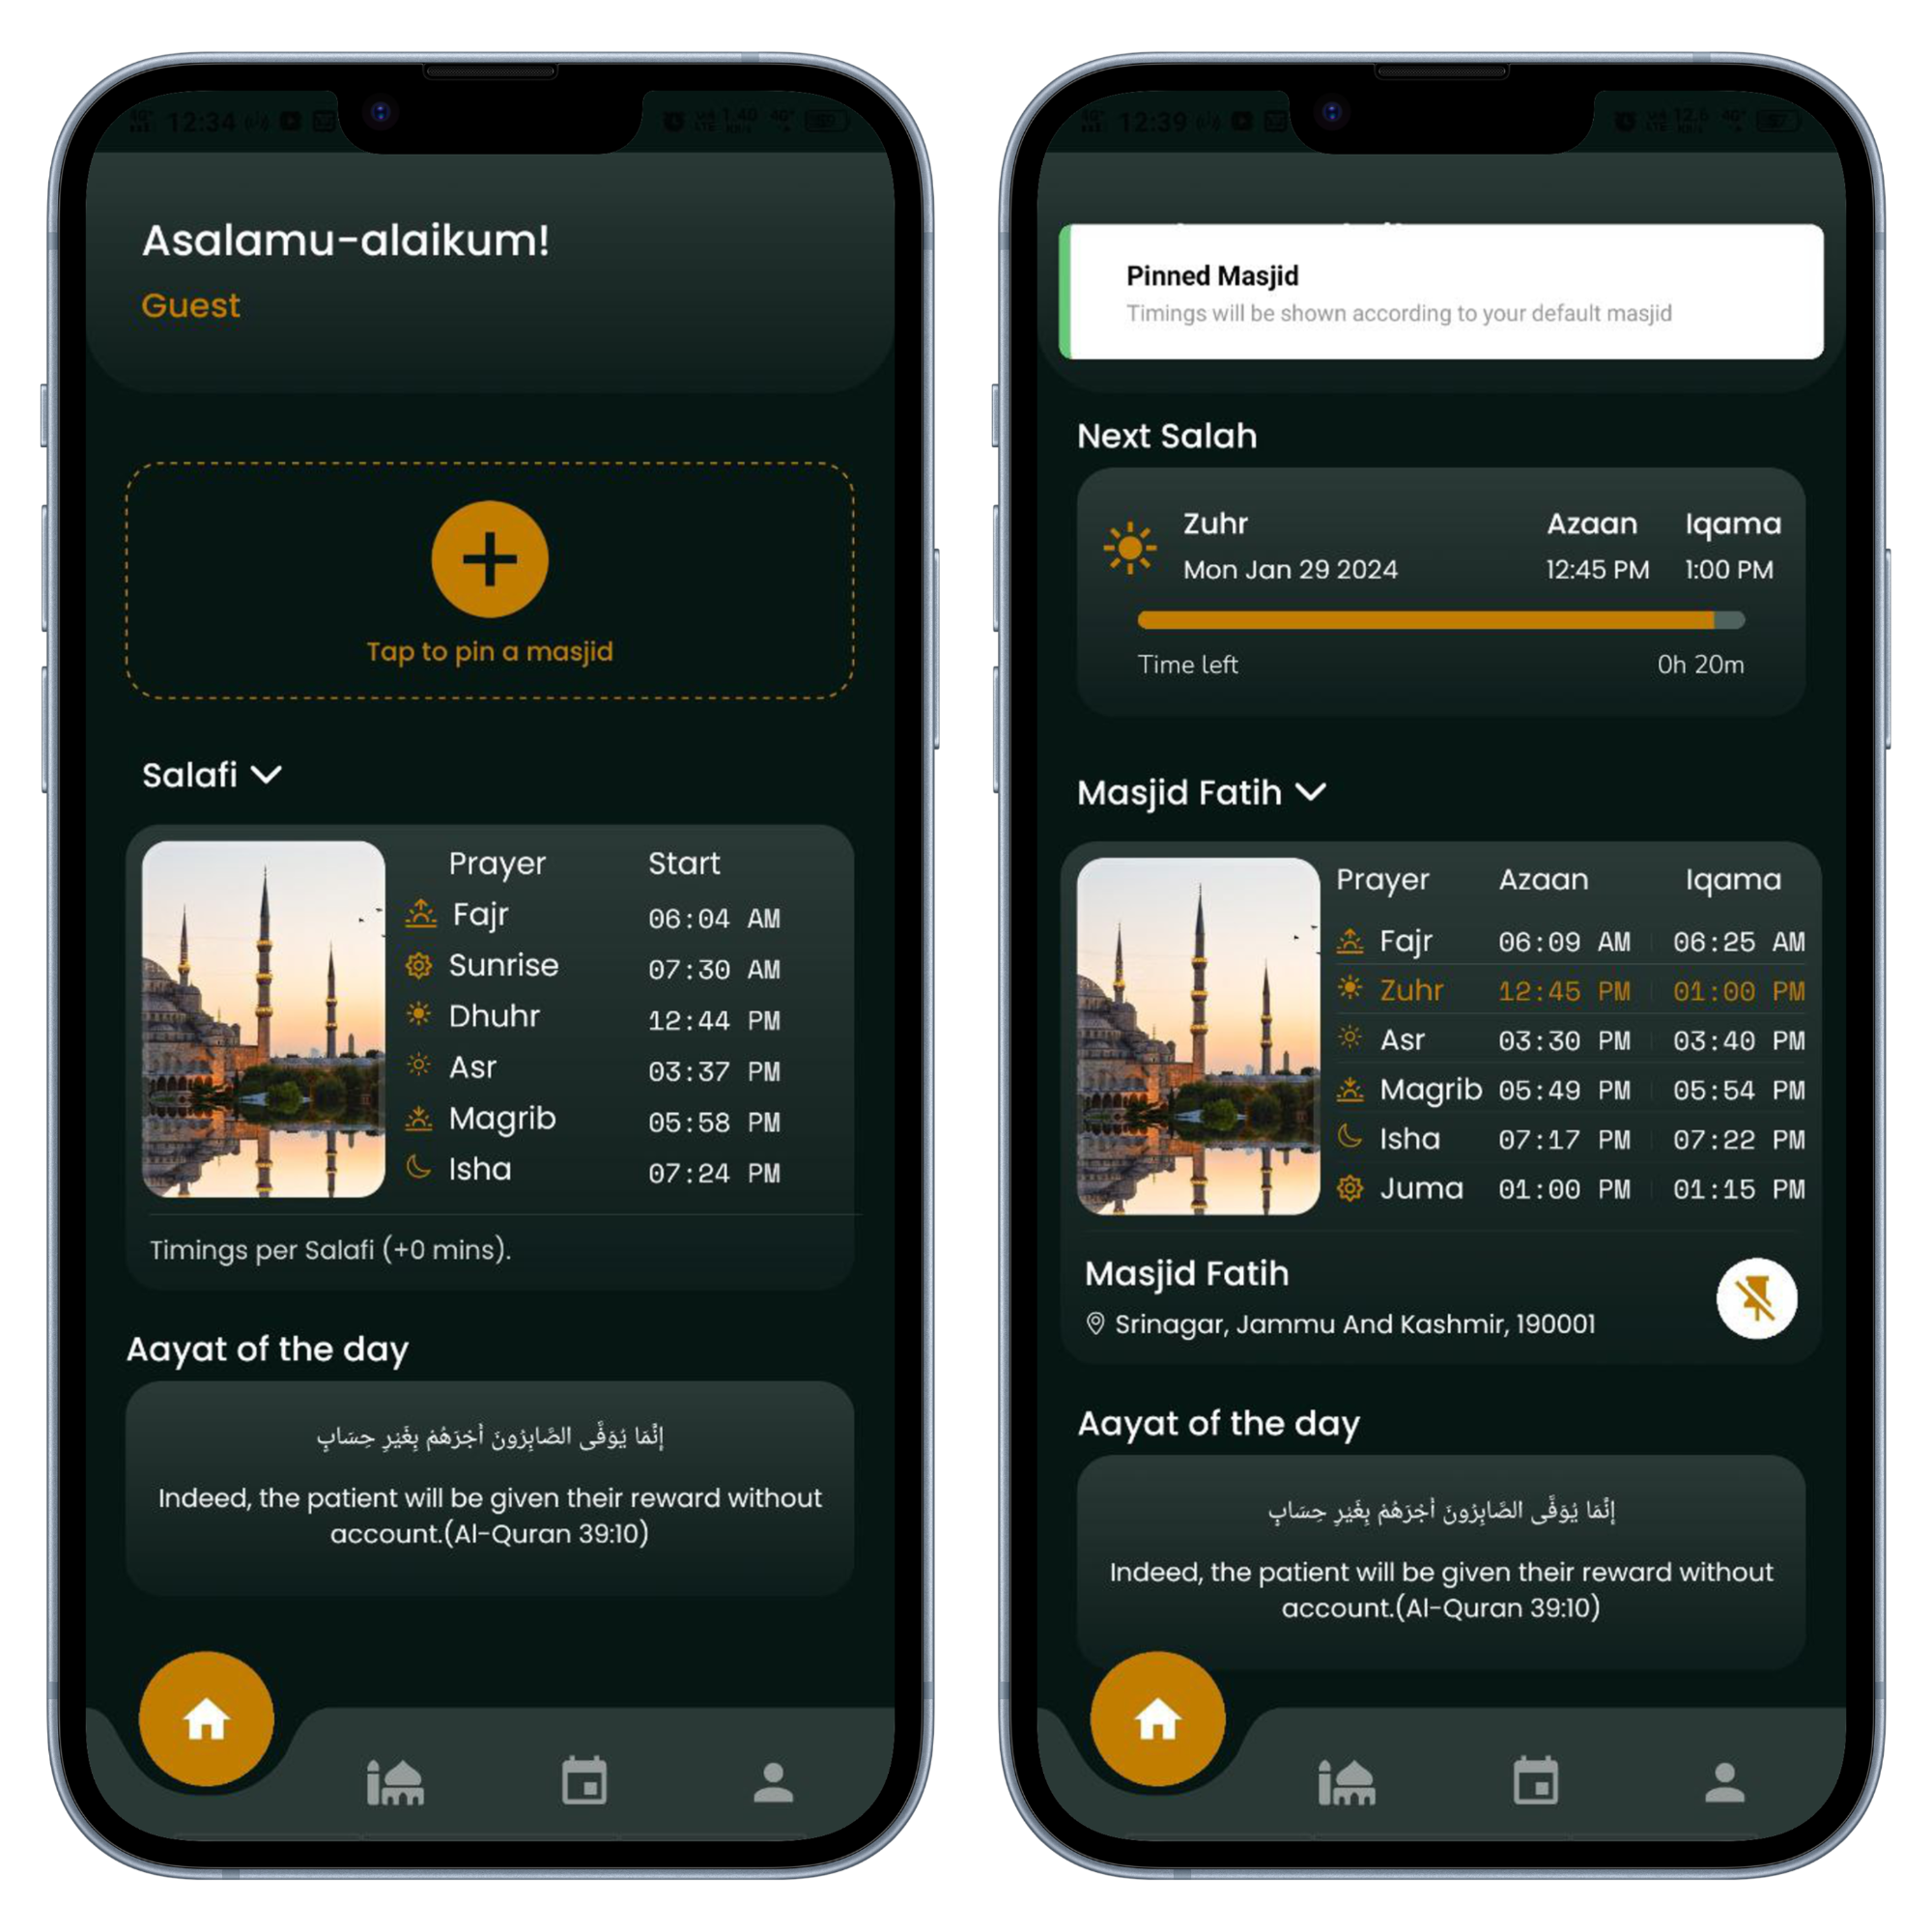 12:34
1.40
Asalamu-alaikum!
Guest
Tap to pin a masjid
Salafi
Prayer Start
Fajr 06:04 AM
Sunrise 07:30 AM
Dhuhr 12:44 PM
Asr 03:37 PM
Magrib 05:58 PM
Isha 07:24 PM
Timings per Salafi (+0 mins).
Aayat of the day
إِنَّمَا يُوَفَّى الصَّابِرُونَ أَجْرَهُمْ بِغَيْرِ حِسَابٍ
Indeed, the patient will be given their reward without
account.(Al-Quran 39:10)
12:39
12.6
Pinned Masjid
Timings will be shown according to your default masjid
Next Salah
Zuhr Azaan Iqama
Mon Jan 29 2024 12:45 PM 1:00 PM
Time left 0h 20m
Masjid Fatih
Prayer Azaan Iqama
Fajr 06:09 AM 06:25 AM
Zuhr 12:45 PM 01:00 PM
Asr 03:30 PM 03:40 PM
Magrib 05:49 PM 05:54 PM
Isha 07:17 PM 07:22 PM
Juma 01:00 PM 01:15 PM
Masjid Fatih
Srinagar, Jammu And Kashmir, 190001
Aayat of the day
إِنَّمَا يُوَفَّى الصَّابِرُونَ أَجْرَهُمْ بِغَيْرِ حِسَابٍ
Indeed, the patient will be given their reward without
account.(Al-Quran 39:10)